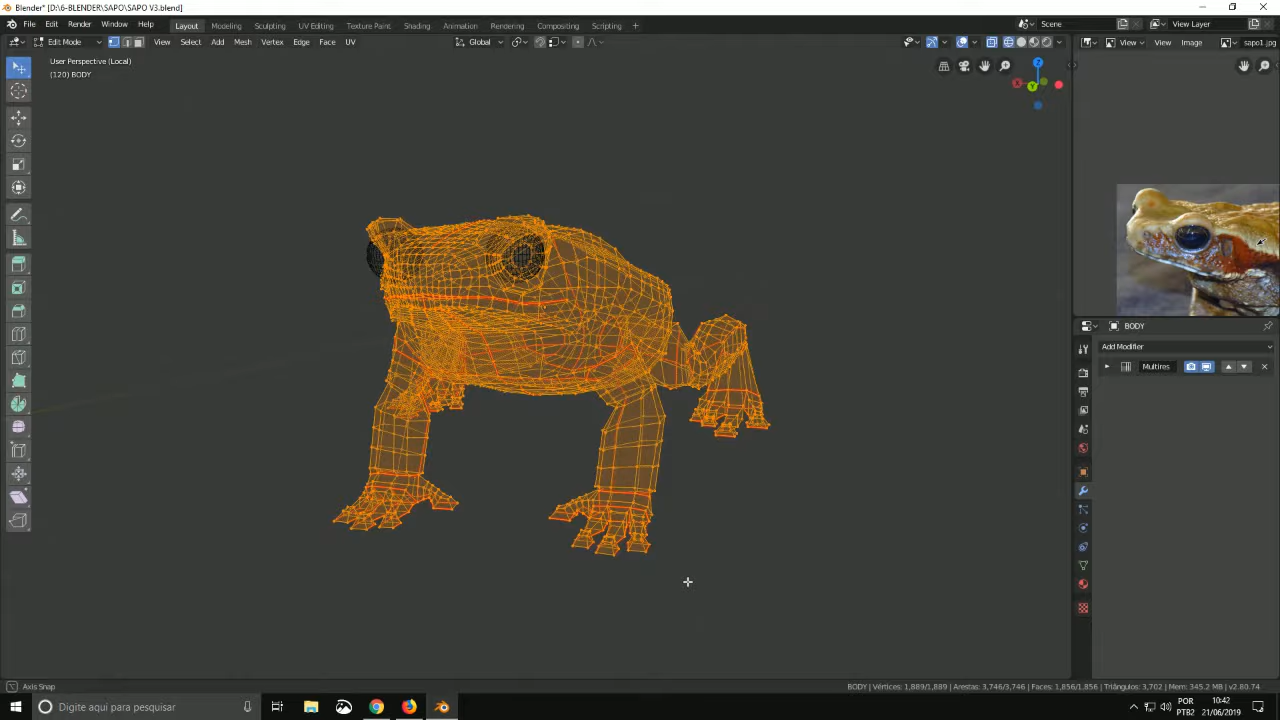 Blender* [D:\6-BLENDER\SAPO\SAPO V3.blend]
File Edit Render Window Help Layout Modeling Sculpting UV Editing Texture Paint Shading Animation Rendering Compositing Scripting + Scene View Layer
Edit Mode View Select Add Mesh Vertex Edge Face UV Global View View Image sapo1.jpg
User Perspective (Local)
(120) BODY
Z
X
Y
BODY
Add Modifier
Multires
Axis Snap
BODY | Vértices: 1,889/1,889 | Arestas: 3,746/3,746 | Faces: 1,856/1,856 | Triângulos: 3,702 | Mem: 345.2 MB | v2.80.74
Digite aqui para pesquisar
POR 10:42
PTB2 21/06/2019